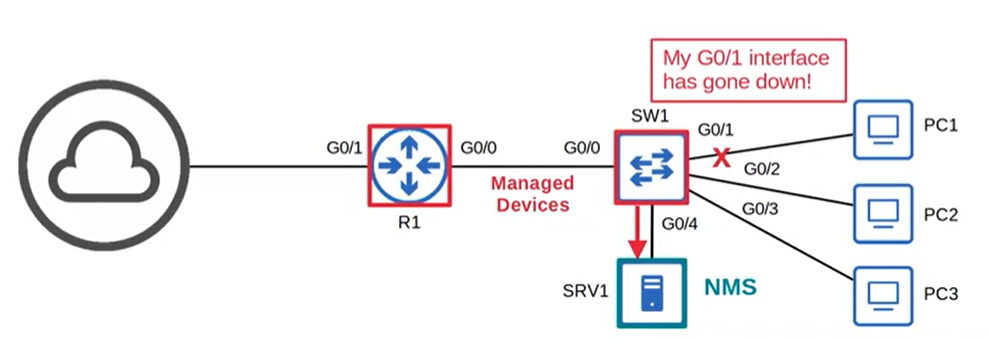 My G0/1 interface
has gone down!
SW1
G0/1
PC1
G0/1
G0/0
G0/0
G0/2
Managed
Devices
R1
G0/3
PC2
G0/4
SRV1
NMS
PC3